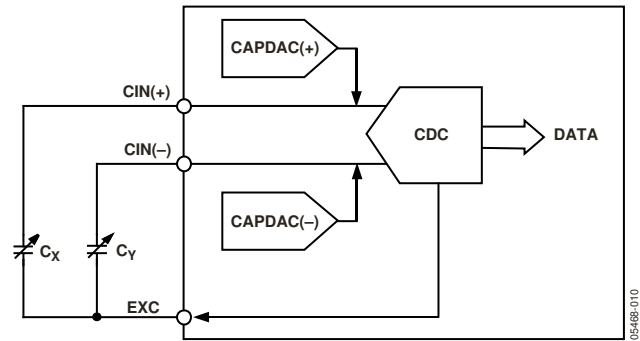 CAPDAC(+)
CIN(+)
CDC
DATA
CIN(–)
CAPDAC(–)
CX
CY
EXC
05468-010